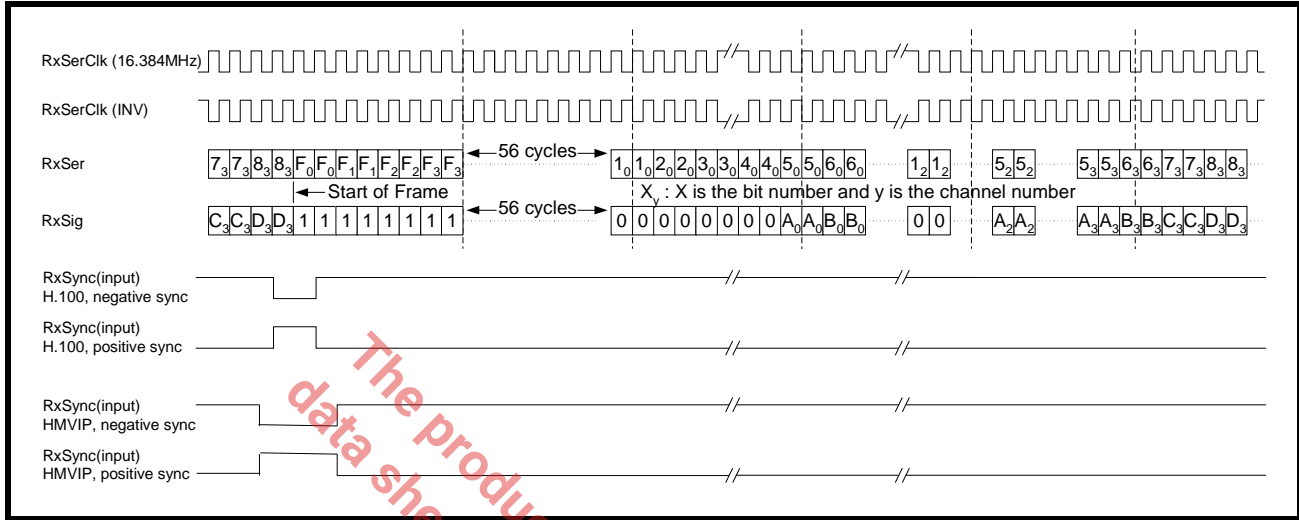 RxSerClk (16.384MHz)
RxSerClk (INV)
RxSer
7₃ 7₃ 8₃ 8₃ F₀ F₀ F₁ F₁ F₂ F₂ F₃ F₃ 56 cycles 1₀ 1₀ 2₀ 2₀ 3₀ 3₀ 4₀ 4₀ 5₀ 5₀ 6₀ 6₀ 1₂ 1₂ 5₂ 5₂ 5₃ 5₃ 6₃ 6₃ 7₃ 7₃ 8₃ 8₃
Start of Frame
Xy : X is the bit number and y is the channel number
RxSig
C₃ C₃ D₃ D₃ 1 1 1 1 1 1 1 1 56 cycles 0 0 0 0 0 0 0 0 A₀ A₀ B₀ B₀ 0 0 A₂ A₂ A₃ A₃ B₃ B₃ C₃ C₃ D₃ D₃
RxSync(input)
H.100, negative sync
RxSync(input)
H.100, positive sync
RxSync(input)
HMVIP, negative sync
RxSync(input)
HMVIP, positive sync
The
data